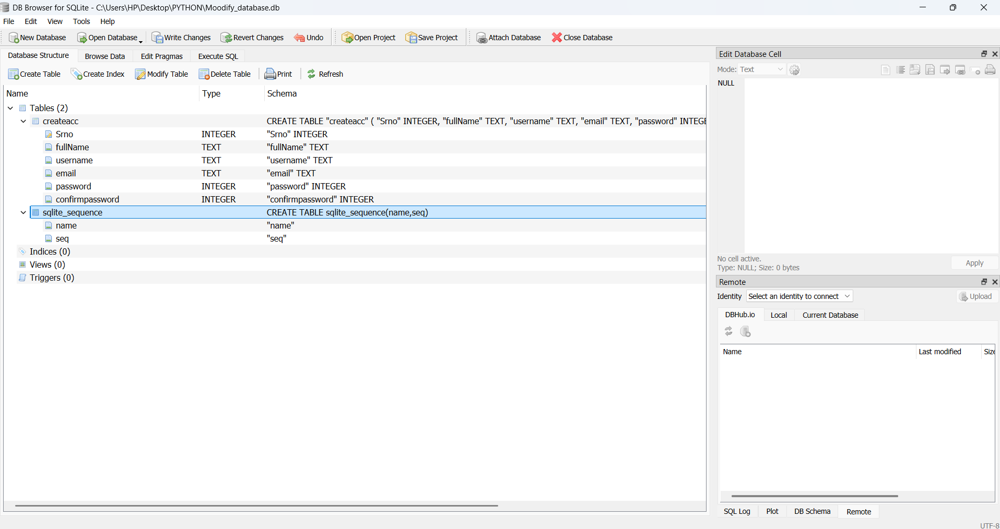 DB Browser for SQLite - C:\Users\HP\Desktop\PYTHON\Moodify_database.db
File Edit View Tools Help
New Database Open Database Write Changes Revert Changes Undo Open Project Save Project Attach Database Close Database
Database Structure Browse Data Edit Pragmas Execute SQL
Create Table Create Index Modify Table Delete Table Print Refresh
Name Type Schema
Tables (2)
createacc CREATE TABLE "createacc" ( "Srno" INTEGER, "fullName" TEXT, "username" TEXT, "email" TEXT, "password" INTEGE
Srno INTEGER "Srno" INTEGER
fullName TEXT "fullName" TEXT
username TEXT "username" TEXT
email TEXT "email" TEXT
password INTEGER "password" INTEGER
confirmpassword INTEGER "confirmpassword" INTEGER
sqlite_sequence CREATE TABLE sqlite_sequence(name,seq)
name "name"
seq "seq"
Indices (0)
Views (0)
Triggers (0)
Edit Database Cell
Mode: Text
NULL
No cell active.
Type: NULL; Size: 0 bytes
Apply
Remote
Identity Select an identity to connect Upload
DBHub.io Local Current Database
Name Last modified Size
SQL Log Plot DB Schema Remote
UTF-8